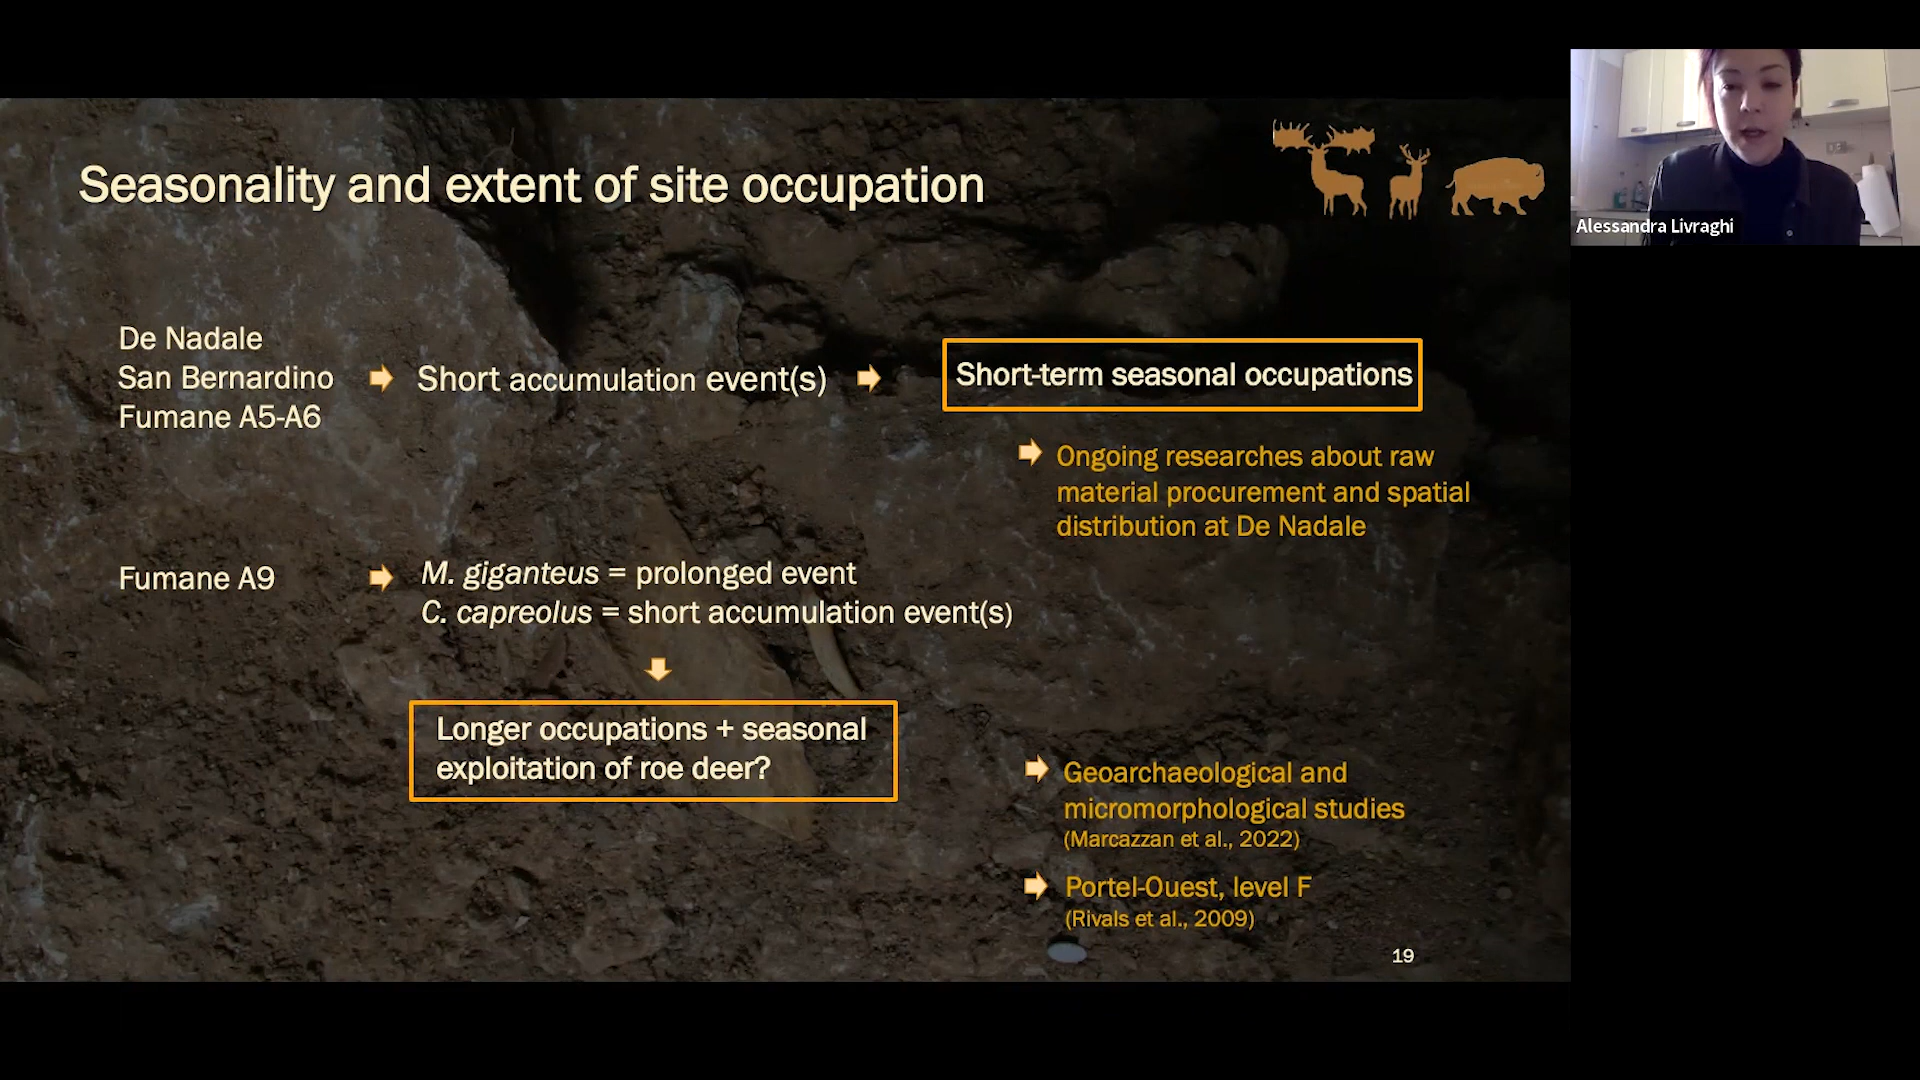 Seasonality and extent of site occupation
De Nadale
San Bernardino
Fumane A5-A6
Short accumulation event(s)
Short-term seasonal occupations
Ongoing researches about raw
material procurement and spatial
distribution at De Nadale
Fumane A9
M. giganteus = prolonged event
C. capreolus = short accumulation event(s)
Longer occupations + seasonal
exploitation of roe deer?
Geoarchaeological and
micromorphological studies
(Marcazzan et al., 2022)
Portel-Ouest, level F
(Rivals et al., 2009)
19
Alessandra Livraghi